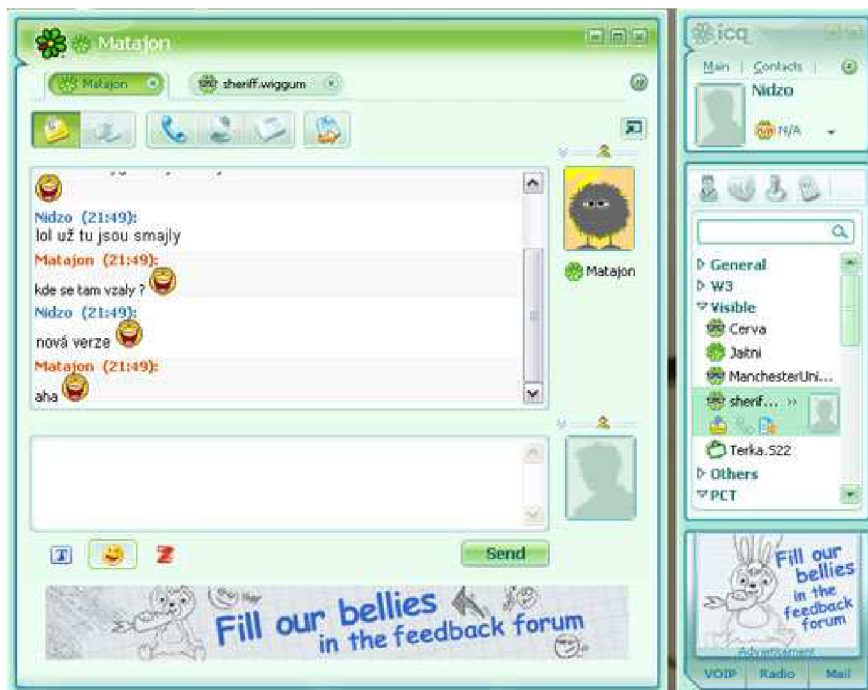 Matajon
Matajon
sheriff.wiggum
Nidzo (21:49):
lol už tu jsou smajly
Matajon (21:49):
kde se tam vzaly ?
Nidzo (21:49):
nová verze
Matajon (21:49):
aha
Matajon
Send
Fill our bellies
in the feedback forum
icq
Main | Contacts |
Nidzo
N/A
General
W3
Visible
Cerva
Jaitni
ManchesterUni...
sherif... »
Terka.S22
Others
PCT
Fill our
bellies
in the
feedback
forum
Advertisement
VOIP Radio Mail